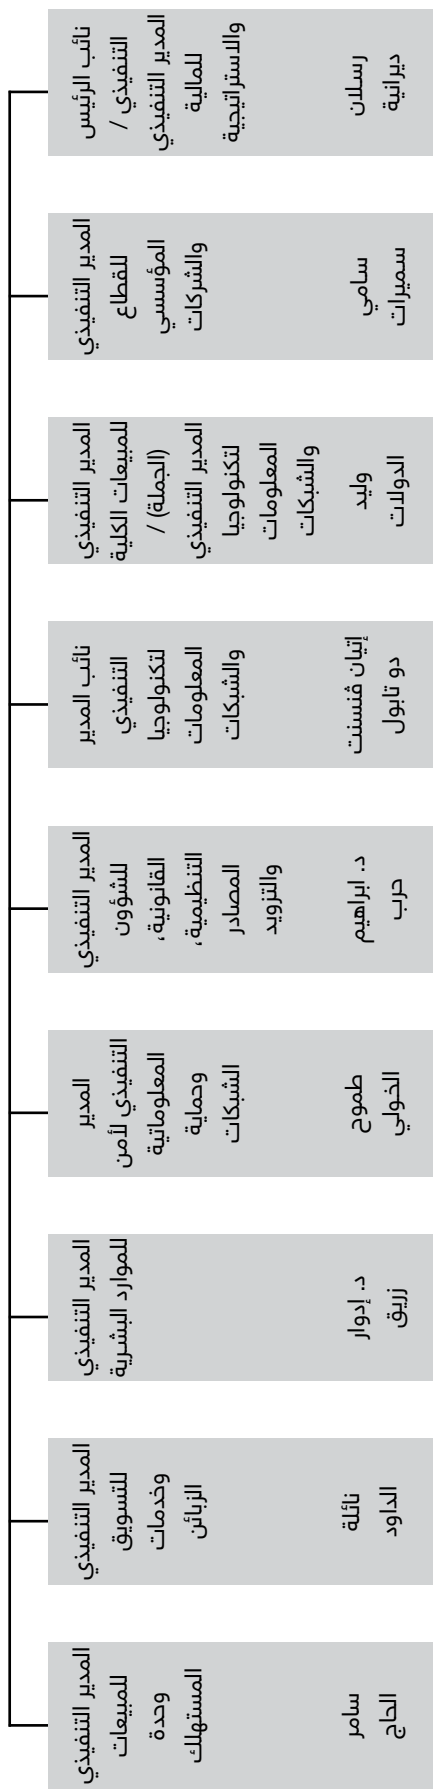 نائب الرئيس
التنفيذي /
المدير التنفيذي
للمالية
والاستراتيجية
رسلان
ديرانية
المدير التنفيذي
للقطاع
المؤسسي
والشركات
سامي
سميرات
المدير التنفيذي
للمبيعات الكلية
(الجملة) /
المدير التنفيذي
لتكنولوجيا
المعلومات
والشبكات
وليد
الدولات
نائب المدير
التنفيذي
لتكنولوجيا
المعلومات
والشبكات
إتيان ڤنسنت
دو تابول
المدير التنفيذي
للشؤون
القانونية،
التنظيمية،
المصادر
والتزويد
د. ابراهيم
حرب
المدير
التنفيذي لأمن
المعلوماتية
وحماية
الشبكات
طموح
الخولي
المدير التنفيذي
للموارد البشرية
د. إدوار
زريق
المدير التنفيذي
للتسويق
وخدمات
الزبائن
نائلة
الداود
المدير التنفيذي
للمبيعات
وحدة
المستهلك
سامر
الحاج